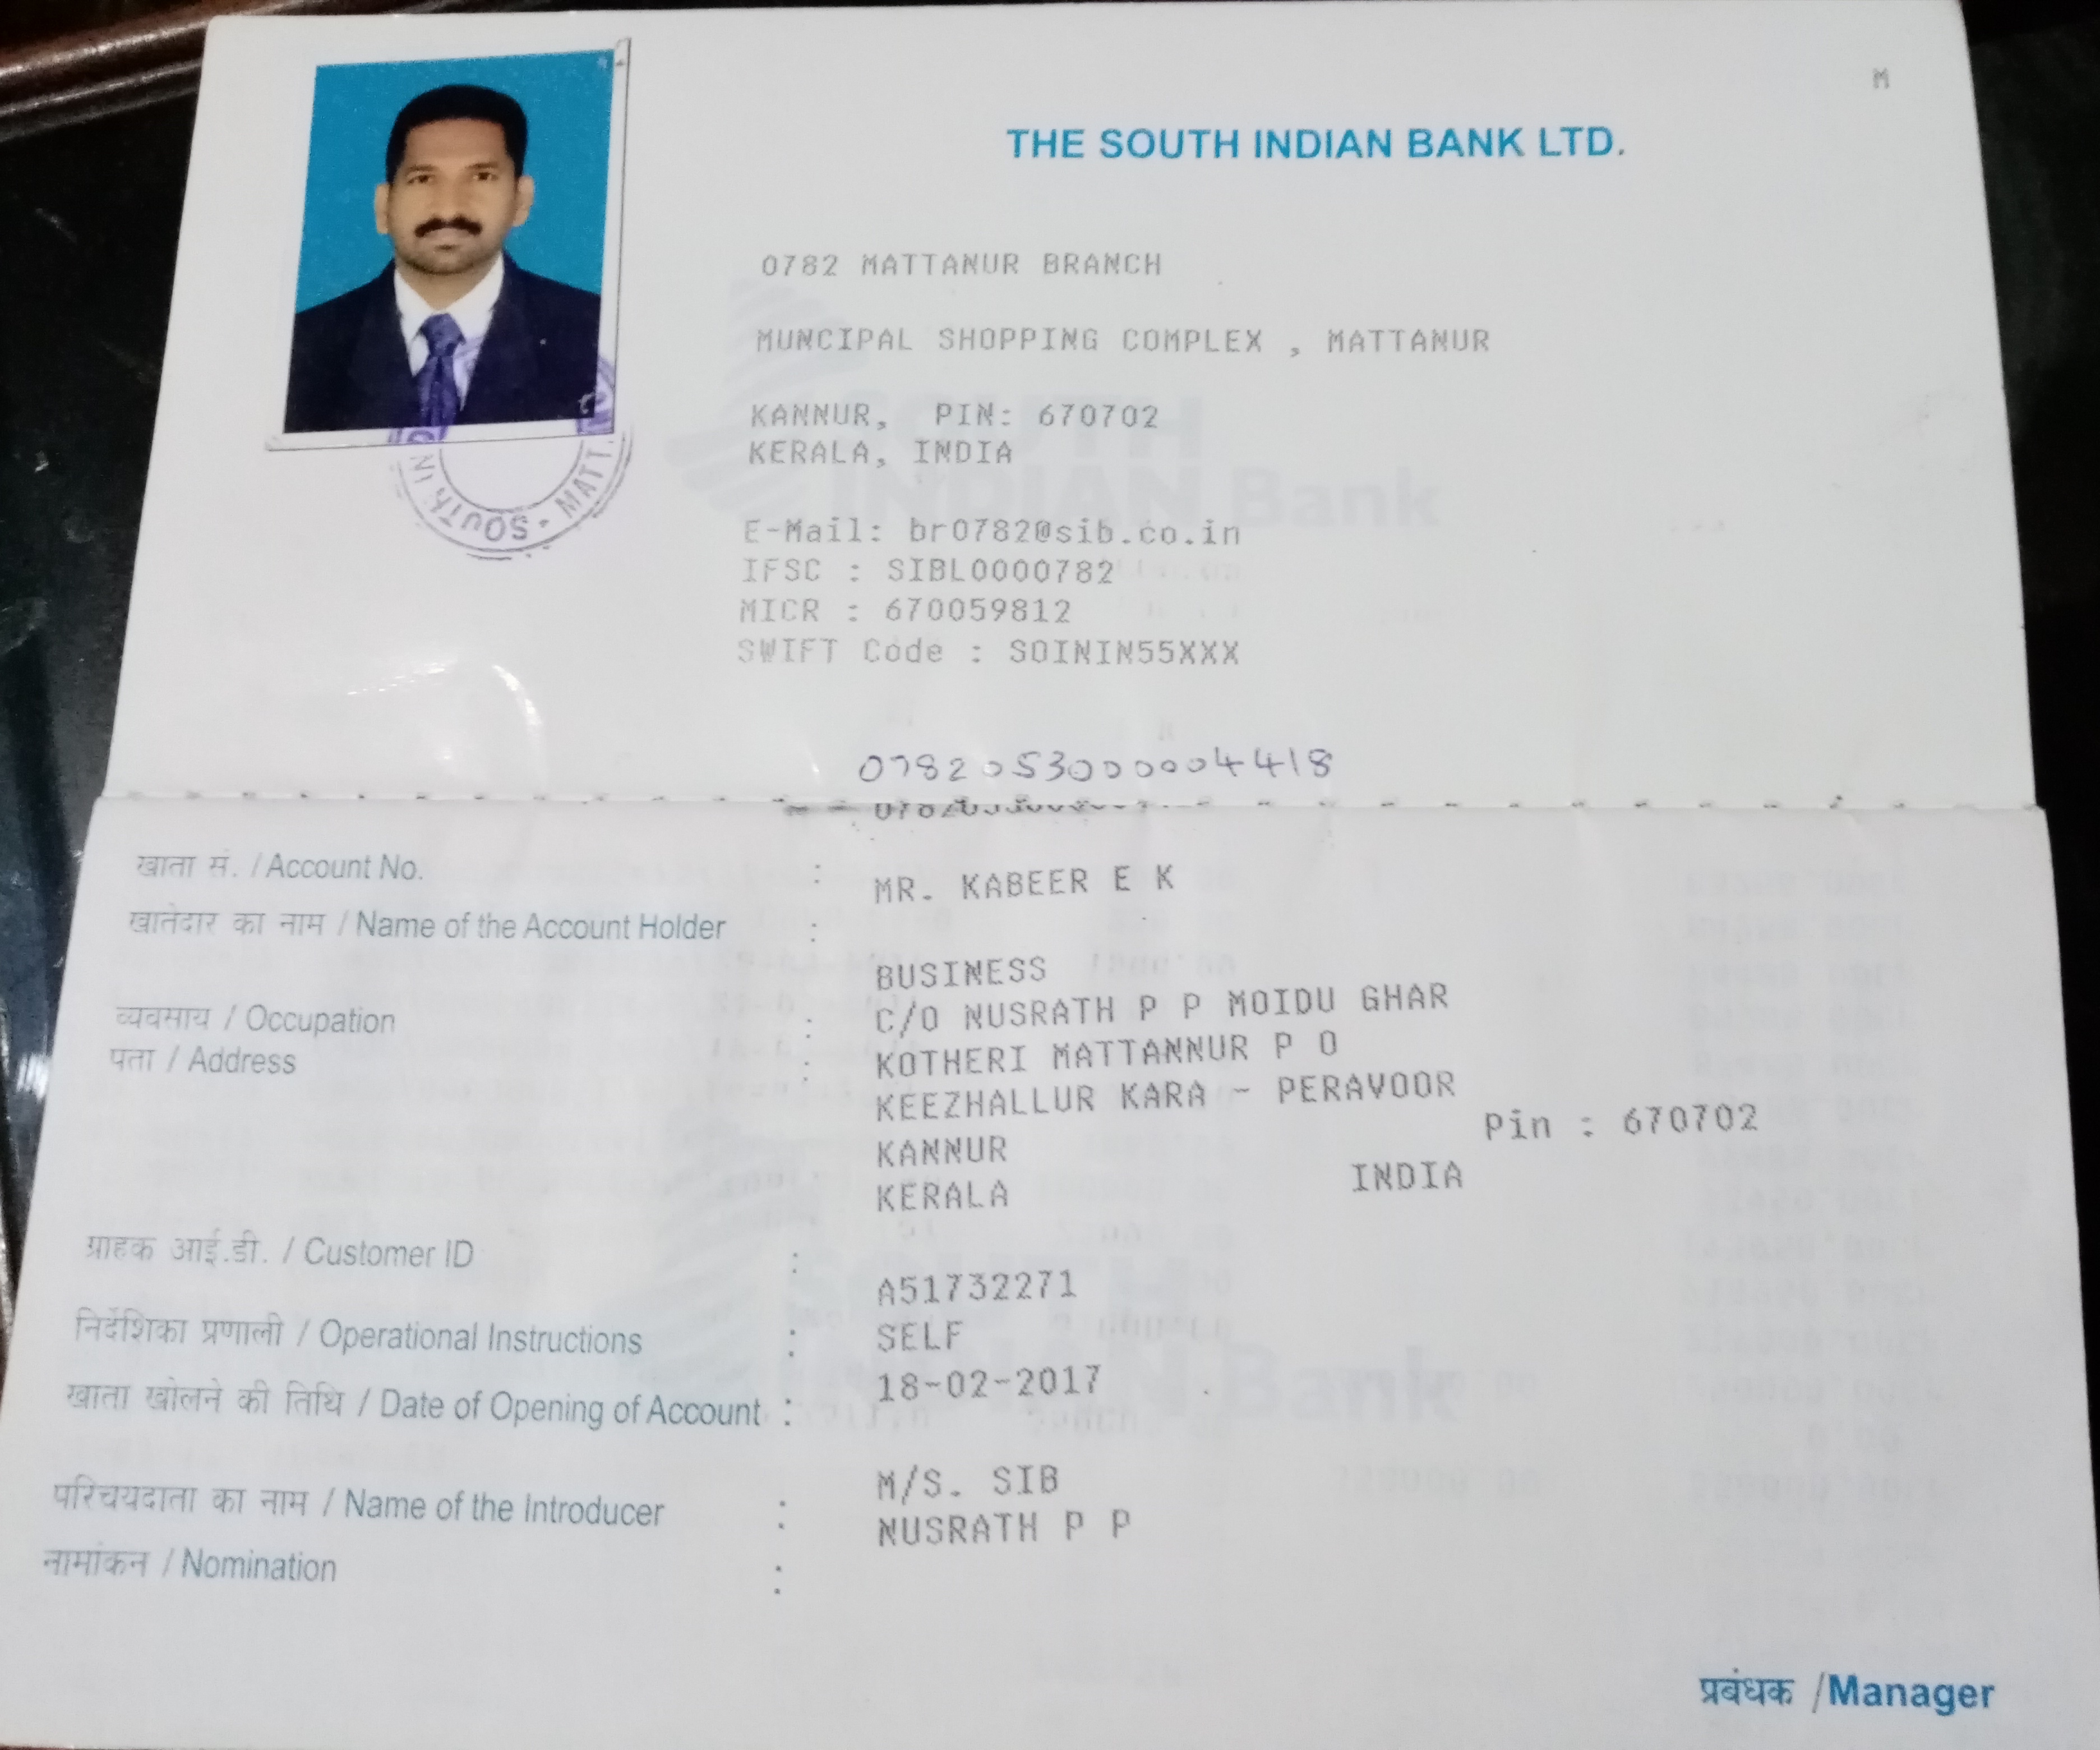 M
THE SOUTH INDIAN BANK LTD.
0782 MATTANUR BRANCH
MUNCIPAL SHOPPING COMPLEX , MATTANUR
KANNUR, PIN: 670702
KERALA, INDIA
SOUTH IN
MATT
SOUTH
INDIAN Bank
E-Mail: br0782@sib.co.in
IFSC : SIBL0000782
MICR : 670059812
SWIFT Code : SOININ55XXX
0782053000004418
खाता सं. / Account No. :
MR. KABEER E K
खातेदार का नाम / Name of the Account Holder :
BUSINESS
व्यवसाय / Occupation : C/O NUSRATH P P MOIDU GHAR
पता / Address : KOTHERI MATTANNUR P O
KEEZHALLUR KARA - PERAVOOR
KANNUR Pin : 670702
KERALA INDIA
ग्राहक आई.डी. / Customer ID :
A51732271
निर्देशिका प्रणाली / Operational Instructions : SELF
खाता खोलने की तिथि / Date of Opening of Account : 18-02-2017
M/S. SIB
परिचयदाता का नाम / Name of the Introducer : NUSRATH P P
नामांकन / Nomination :
प्रबंधक / Manager